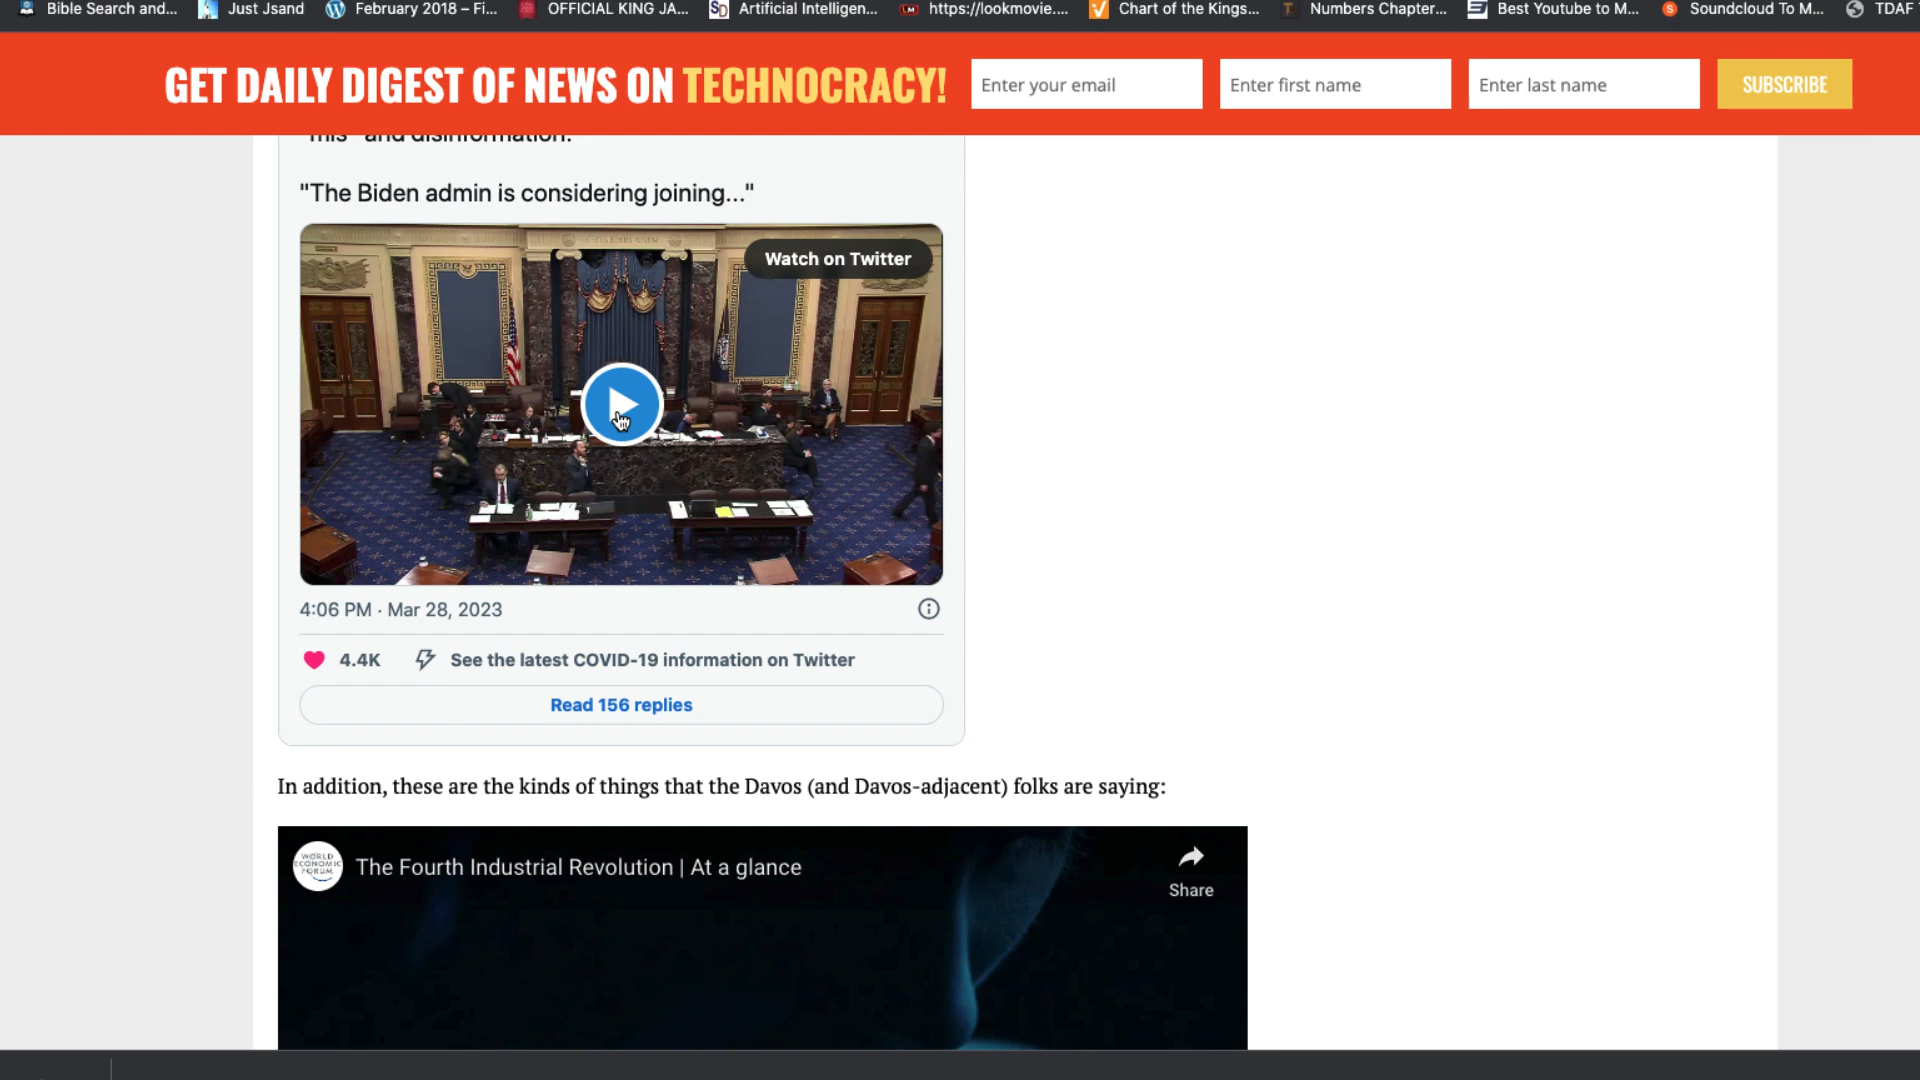 Bible Search and... Just Jsand February 2018 – Fi... OFFICIAL KING JA... Artificial Intelligen... https://lookmovie.... Chart of the Kings... Numbers Chapter... Best Youtube to M... Soundcloud To M... TDAF
GET DAILY DIGEST OF NEWS ON TECHNOCRACY! Enter your email Enter first name Enter last name SUBSCRIBE
and disinformation.
"The Biden admin is considering joining..."
Watch on Twitter
4:06 PM · Mar 28, 2023
4.4K See the latest COVID-19 information on Twitter
Read 156 replies
In addition, these are the kinds of things that the Davos (and Davos-adjacent) folks are saying:
WORLD ECONOMIC FORUM The Fourth Industrial Revolution | At a glance
Share